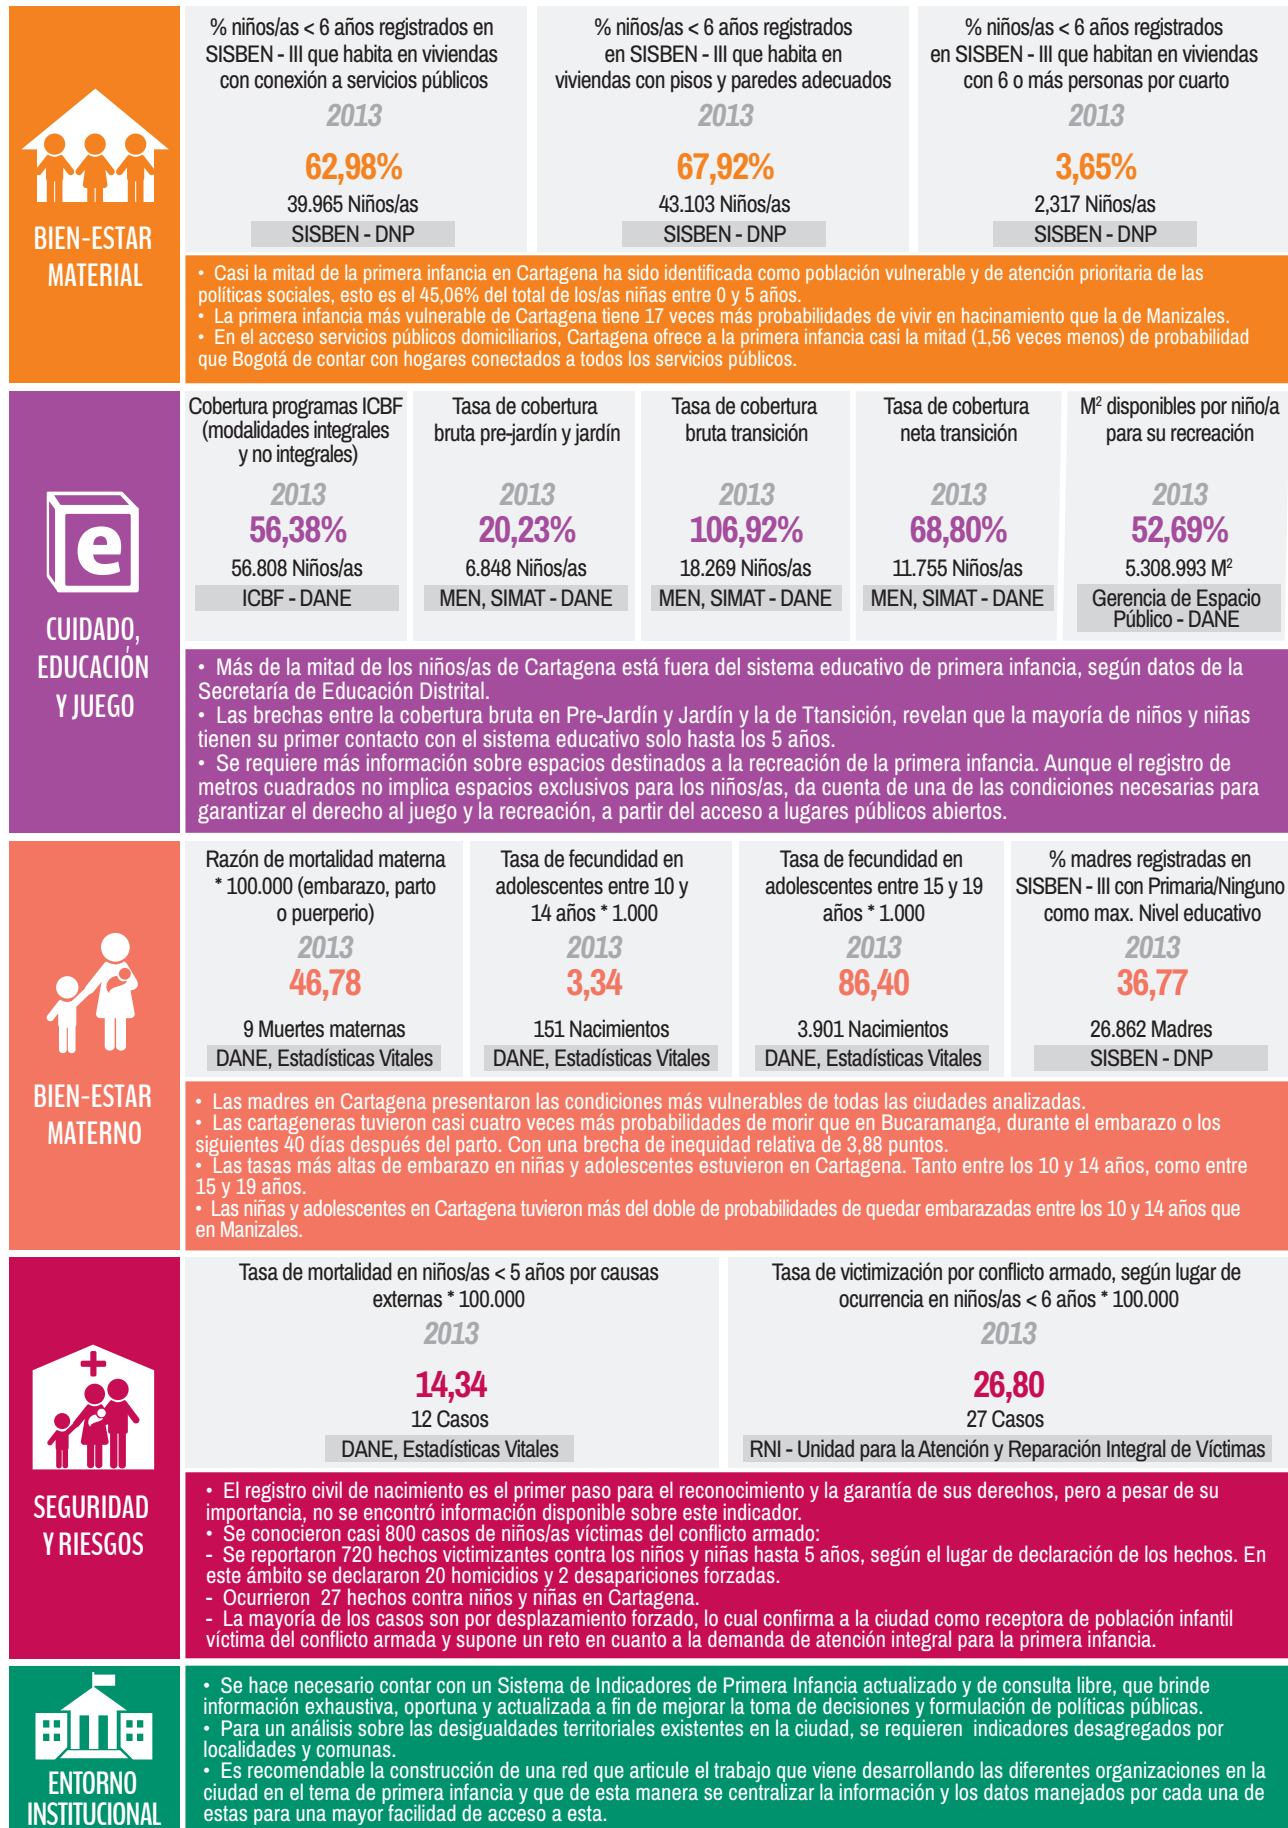 BIEN-ESTAR
MATERIAL
% niños/as < 6 años registrados en
SISBEN - III que habita en viviendas
con conexión a servicios públicos
2013
62,98%
39.965 Niños/as
SISBEN - DNP
% niños/as < 6 años registrados
en SISBEN - III que habita en
viviendas con pisos y paredes adecuados
2013
67,92%
43.103 Niños/as
SISBEN - DNP
% niños/as < 6 años registrados
en SISBEN - III que habitan en viviendas
con 6 o más personas por cuarto
2013
3,65%
2,317 Niños/as
SISBEN - DNP
• Casi la mitad de la primera infancia en Cartagena ha sido identificada como población vulnerable y de atención prioritaria de las
políticas sociales, esto es el 45,06% del total de los/as niñas entre 0 y 5 años.
• La primera infancia más vulnerable de Cartagena tiene 17 veces más probabilidades de vivir en hacinamiento que la de Manizales.
• En el acceso servicios públicos domiciliarios, Cartagena ofrece a la primera infancia casi la mitad (1,56 veces menos) de probabilidad
que Bogotá de contar con hogares conectados a todos los servicios públicos.
e
CUIDADO,
EDUCACIÓN
Y JUEGO
Cobertura programas ICBF
(modalidades integrales
y no integrales)
2013
56,38%
56.808 Niños/as
ICBF - DANE
Tasa de cobertura
bruta pre-jardín y jardín
2013
20,23%
6.848 Niños/as
MEN, SIMAT - DANE
Tasa de cobertura
bruta transición
2013
106,92%
18.269 Niños/as
MEN, SIMAT - DANE
Tasa de cobertura
neta transición
2013
68,80%
11.755 Niños/as
MEN, SIMAT - DANE
M² disponibles por niño/a
para su recreación
2013
52,69%
5.308.993 M²
Gerencia de Espacio
Público - DANE
• Más de la mitad de los niños/as de Cartagena está fuera del sistema educativo de primera infancia, según datos de la
Secretaría de Educación Distrital.
• Las brechas entre la cobertura bruta en Pre-Jardín y Jardín y la de Ttansición, revelan que la mayoría de niños y niñas
tienen su primer contacto con el sistema educativo solo hasta los 5 años.
• Se requiere más información sobre espacios destinados a la recreación de la primera infancia. Aunque el registro de
metros cuadrados no implica espacios exclusivos para los niños/as, da cuenta de una de las condiciones necesarias para
garantizar el derecho al juego y la recreación, a partir del acceso a lugares públicos abiertos.
BIEN-ESTAR
MATERNO
Razón de mortalidad materna
* 100.000 (embarazo, parto
o puerperio)
2013
46,78
9 Muertes maternas
DANE, Estadísticas Vitales
Tasa de fecundidad en
adolescentes entre 10 y
14 años * 1.000
2013
3,34
151 Nacimientos
DANE, Estadísticas Vitales
Tasa de fecundidad en
adolescentes entre 15 y 19
años * 1.000
2013
86,40
3.901 Nacimientos
DANE, Estadísticas Vitales
% madres registradas en
SISBEN - III con Primaria/Ninguno
como max. Nivel educativo
2013
36,77
26.862 Madres
SISBEN - DNP
• Las madres en Cartagena presentaron las condiciones más vulnerables de todas las ciudades analizadas.
• Las cartageneras tuvieron casi cuatro veces más probabilidades de morir que en Bucaramanga, durante el embarazo o los
siguientes 40 días después del parto. Con una brecha de inequidad relativa de 3,88 puntos.
• Las tasas más altas de embarazo en niñas y adolescentes estuvieron en Cartagena. Tanto entre los 10 y 14 años, como entre
15 y 19 años.
• Las niñas y adolescentes en Cartagena tuvieron más del doble de probabilidades de quedar embarazadas entre los 10 y 14 años que
en Manizales.
SEGURIDAD
Y RIESGOS
Tasa de mortalidad en niños/as < 5 años por causas
externas * 100.000
2013
14,34
12 Casos
DANE, Estadísticas Vitales
Tasa de victimización por conflicto armado, según lugar de
ocurrencia en niños/as < 6 años * 100.000
2013
26,80
27 Casos
RNI - Unidad para la Atención y Reparación Integral de Víctimas
• El registro civil de nacimiento es el primer paso para el reconocimiento y la garantía de sus derechos, pero a pesar de su
importancia, no se encontró información disponible sobre este indicador.
• Se conocieron casi 800 casos de niños/as víctimas del conflicto armado:
- Se reportaron 720 hechos victimizantes contra los niños y niñas hasta 5 años, según el lugar de declaración de los hechos. En
este ámbito se declararon 20 homicidios y 2 desapariciones forzadas.
- Ocurrieron 27 hechos contra niños y niñas en Cartagena.
- La mayoría de los casos son por desplazamiento forzado, lo cual confirma a la ciudad como receptora de población infantil
víctima del conflicto armada y supone un reto en cuanto a la demanda de atención integral para la primera infancia.
ENTORNO
INSTITUCIONAL
• Se hace necesario contar con un Sistema de Indicadores de Primera Infancia actualizado y de consulta libre, que brinde
información exhaustiva, oportuna y actualizada a fin de mejorar la toma de decisiones y formulación de políticas públicas.
• Para un análisis sobre las desigualdades territoriales existentes en la ciudad, se requieren indicadores desagregados por
localidades y comunas.
• Es recomendable la construcción de una red que articule el trabajo que viene desarrollando las diferentes organizaciones en la
ciudad en el tema de primera infancia y que de esta manera se centralizar la información y los datos manejados por cada una de
estas para una mayor facilidad de acceso a esta.